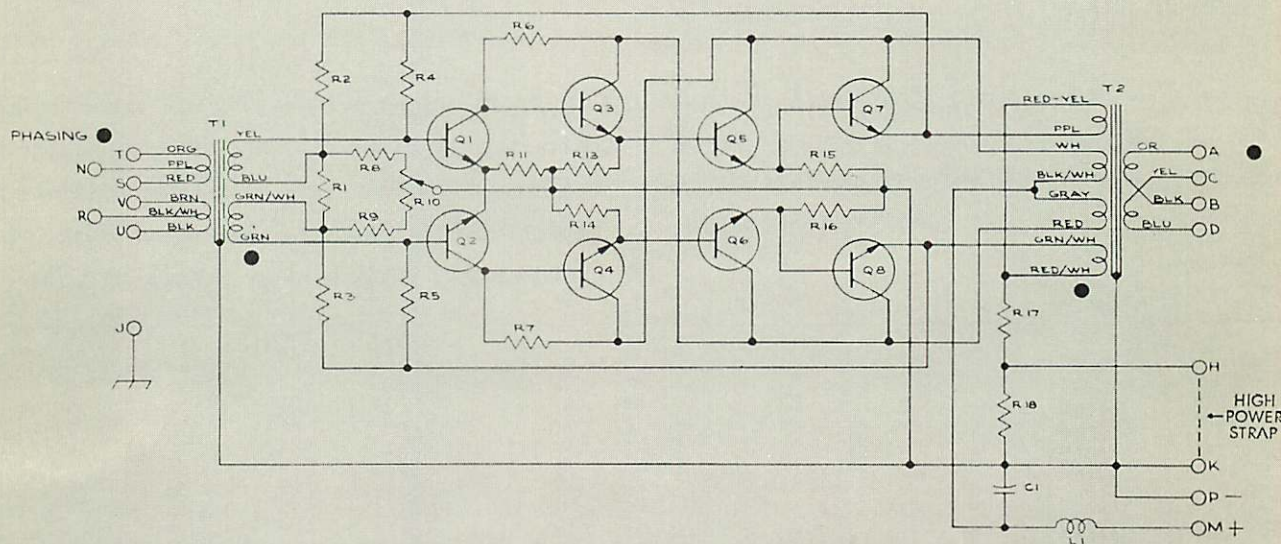 PHASING
T1
T
N
S
V
R
U
J
ORG
PPL
RED
BRN
BLK/WH
BLK
YEL
BLU
GRN/WH
GRN
R2
R4
R1
R8
R9
R10
R3
R5
R6
Q1
Q2
R7
R11
R13
R14
Q3
Q4
Q5
Q6
R15
R16
Q7
Q8
T2
RED-YEL
PPL
WH
BLK/WH
GRAY
RED
GRN/WH
RED/WH
OR
YEL
BLK
BLU
A
C
B
D
R17
R18
C1
L1
H
HIGH
POWER
STRAP
K
P −
M +